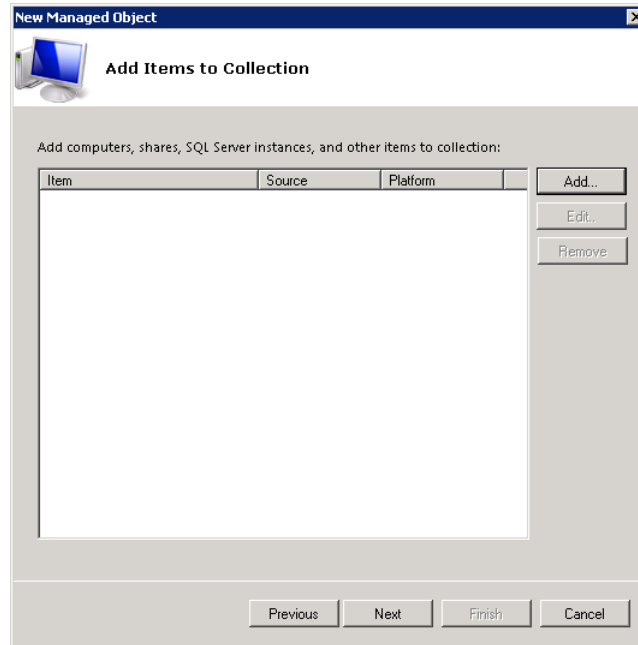 New Managed Object
Add Items to Collection
Add computers, shares, SQL Server instances, and other items to collection:
Item Source Platform
Add...
Edit..
Remove
Previous Next Finish Cancel